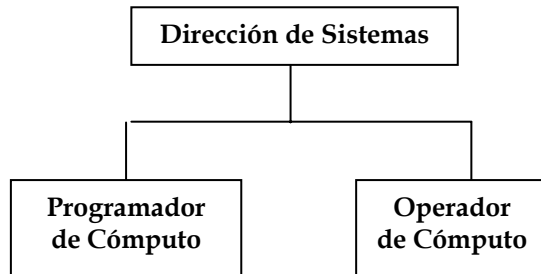 Dirección de Sistemas
Programador
de Cómputo
Operador
de Cómputo